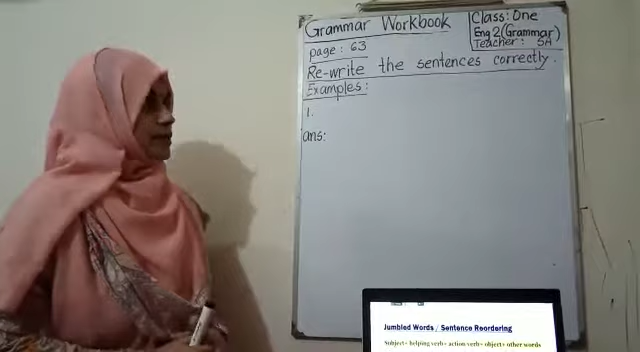 Grammar Workbook
Class: One
Eng 2 (Grammar)
Teacher: SA
page: 63
Re-write the sentences correctly.
Examples:
1.
ans:
Jumbled Words / Sentence Reordering
Subject+ helping verb+ action verb+ object+ other words